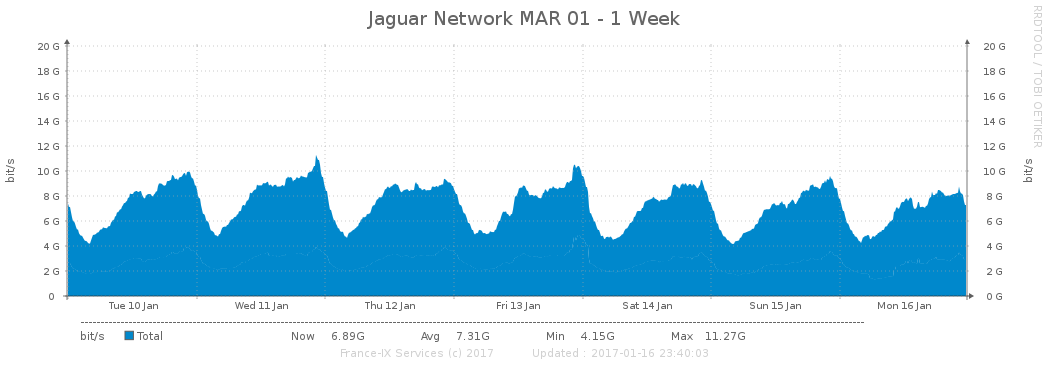 Jaguar Network MAR 01 - 1 Week
RRDTOOL / TOBI OETIKER
bit/s
20 G 20 G
18 G 18 G
16 G 16 G
14 G 14 G
12 G 12 G
10 G 10 G
8 G 8 G
6 G 6 G
4 G 4 G
2 G 2 G
0 0 G
bit/s
Tue 10 Jan Wed 11 Jan Thu 12 Jan Fri 13 Jan Sat 14 Jan Sun 15 Jan Mon 16 Jan
bit/s Total Now 6.89G Avg 7.31G Min 4.15G Max 11.27G
France-IX Services (c) 2017 Updated : 2017-01-16 23:40:03